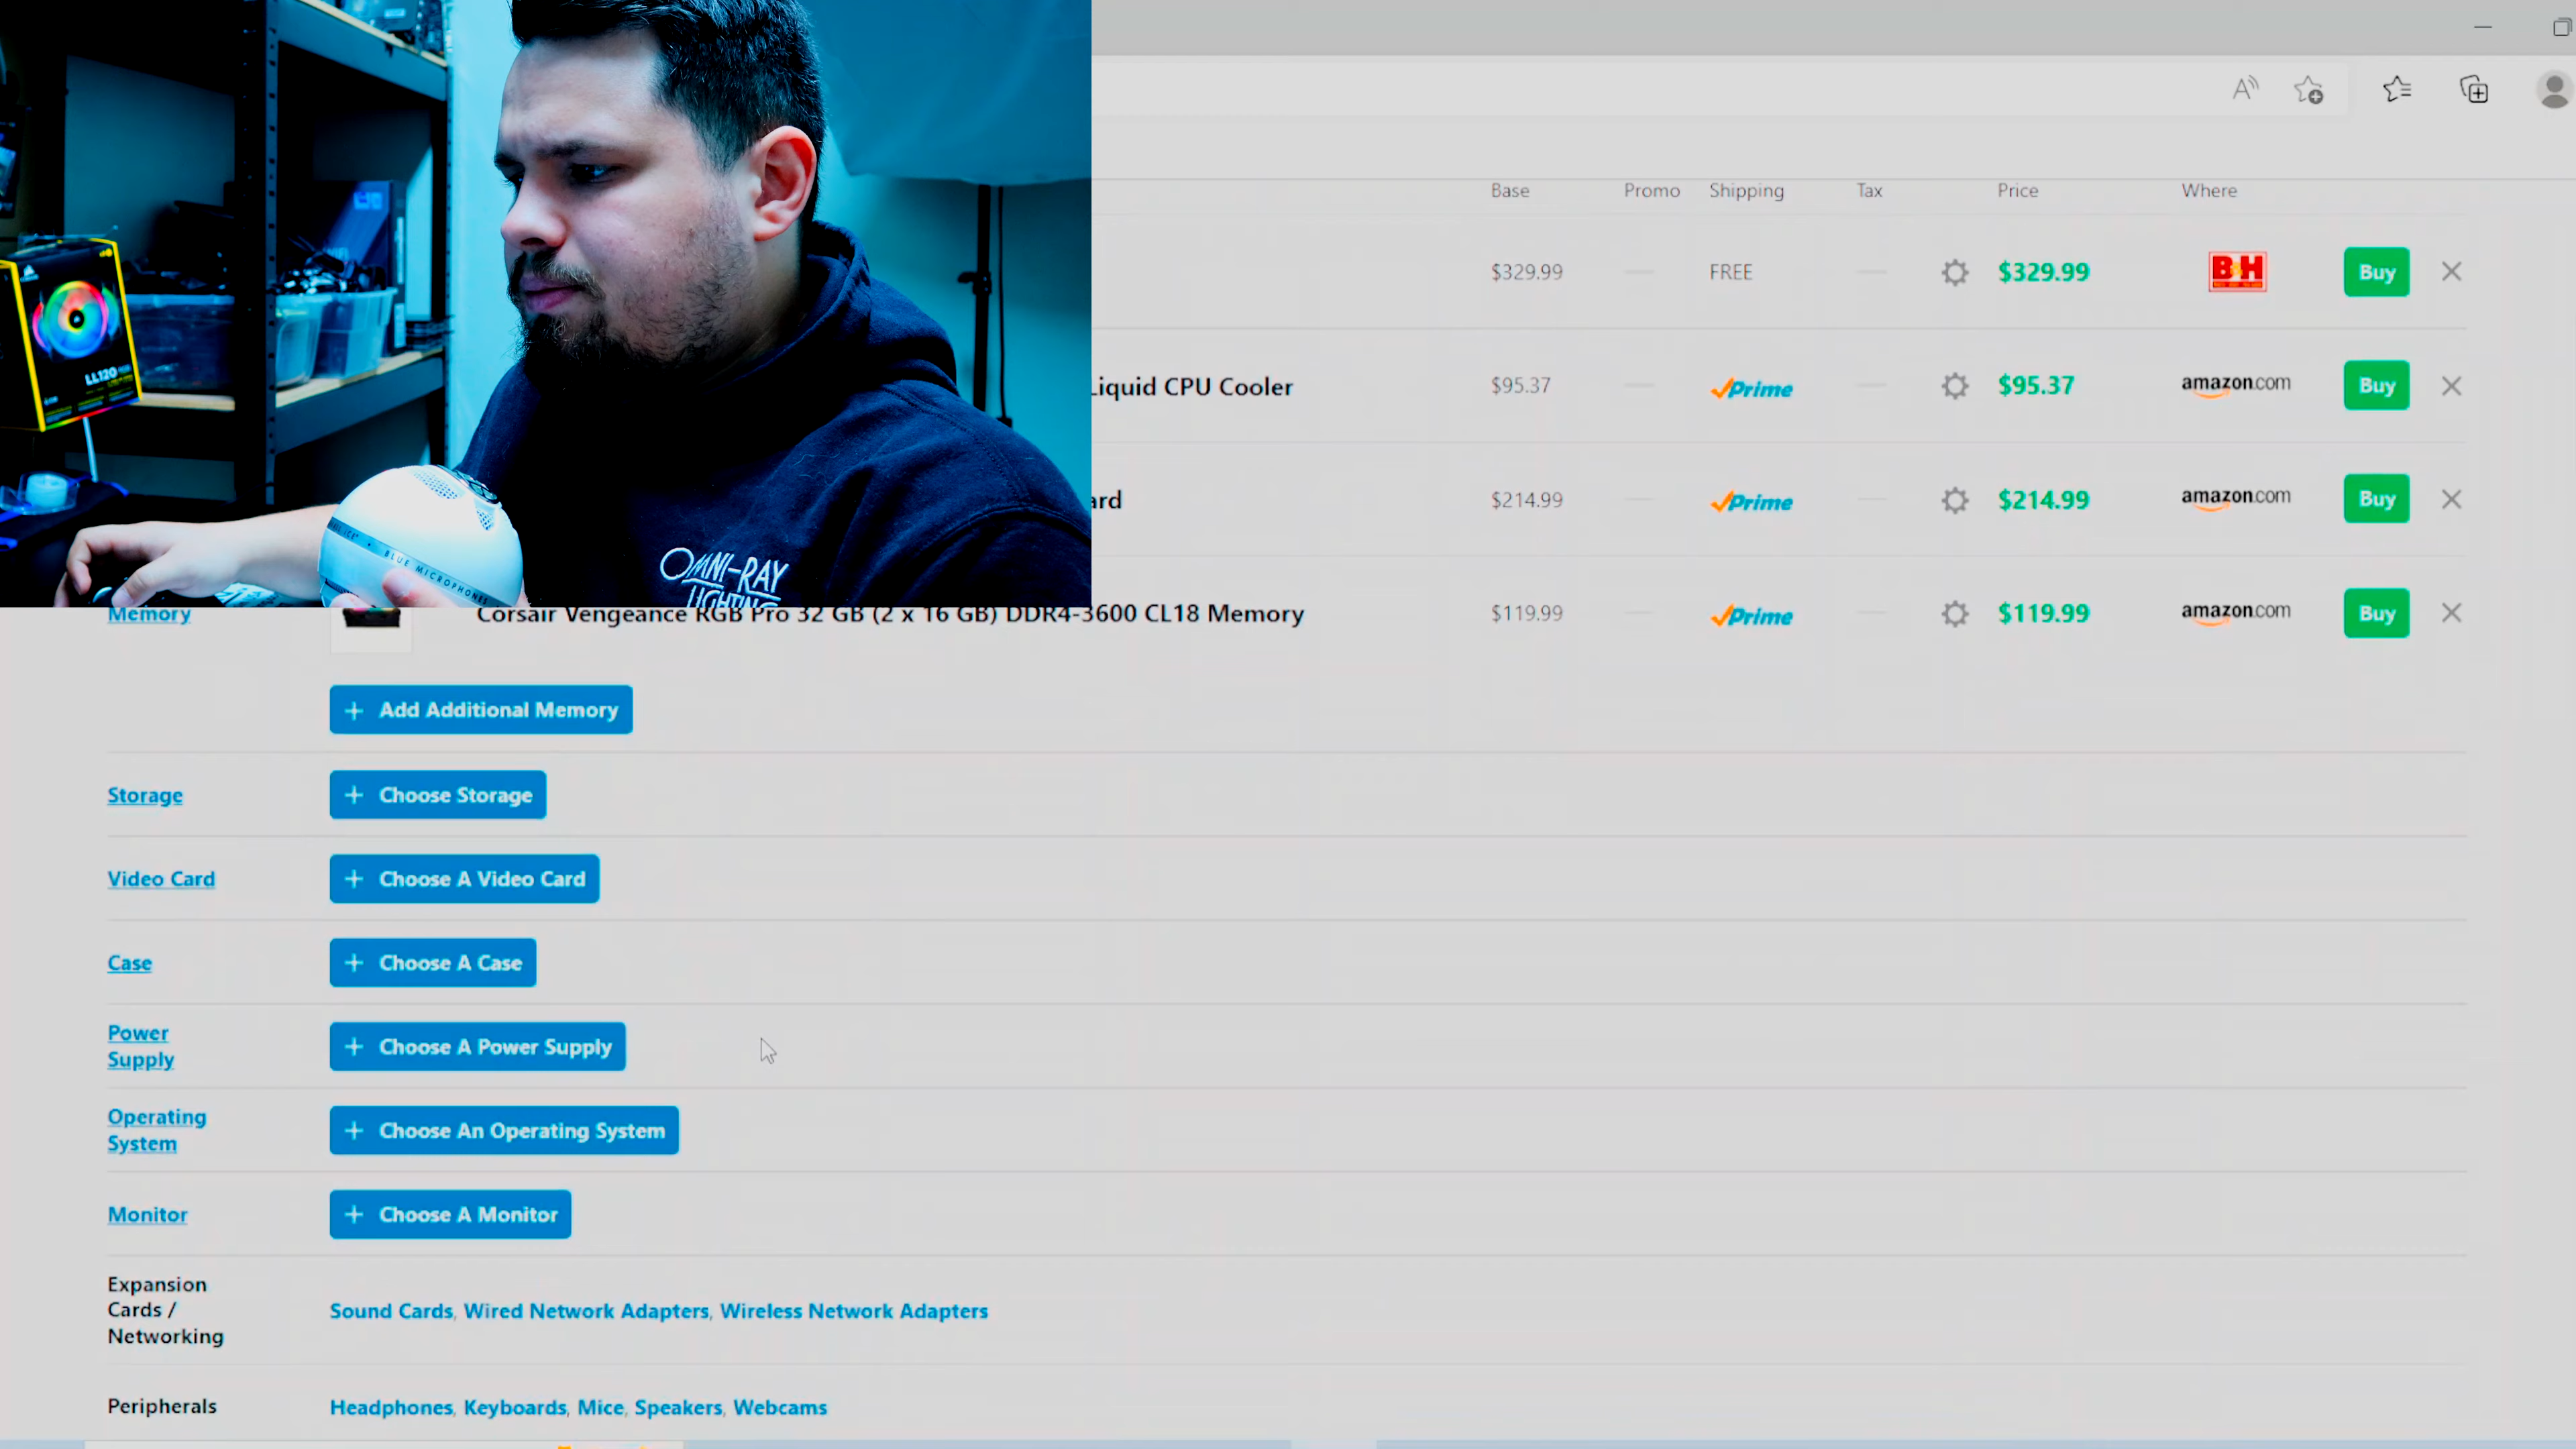 Base Promo Shipping Tax Price Where
$329.99 FREE $329.99 B H Buy
Liquid CPU Cooler $95.37 Prime $95.37 amazon.com Buy
ard $214.99 Prime $214.99 amazon.com Buy
LL120
BLUE MICROPHONES
OMNI-RAY
LIGHTING
Memory Corsair Vengeance RGB Pro 32 GB (2 x 16 GB) DDR4-3600 CL18 Memory $119.99 Prime $119.99 amazon.com Buy
+ Add Additional Memory
Storage + Choose Storage
Video Card + Choose A Video Card
Case + Choose A Case
Power
Supply
+ Choose A Power Supply
Operating
System
+ Choose An Operating System
Monitor + Choose A Monitor
Expansion
Cards /
Networking
Sound Cards, Wired Network Adapters, Wireless Network Adapters
Peripherals Headphones, Keyboards, Mice, Speakers, Webcams